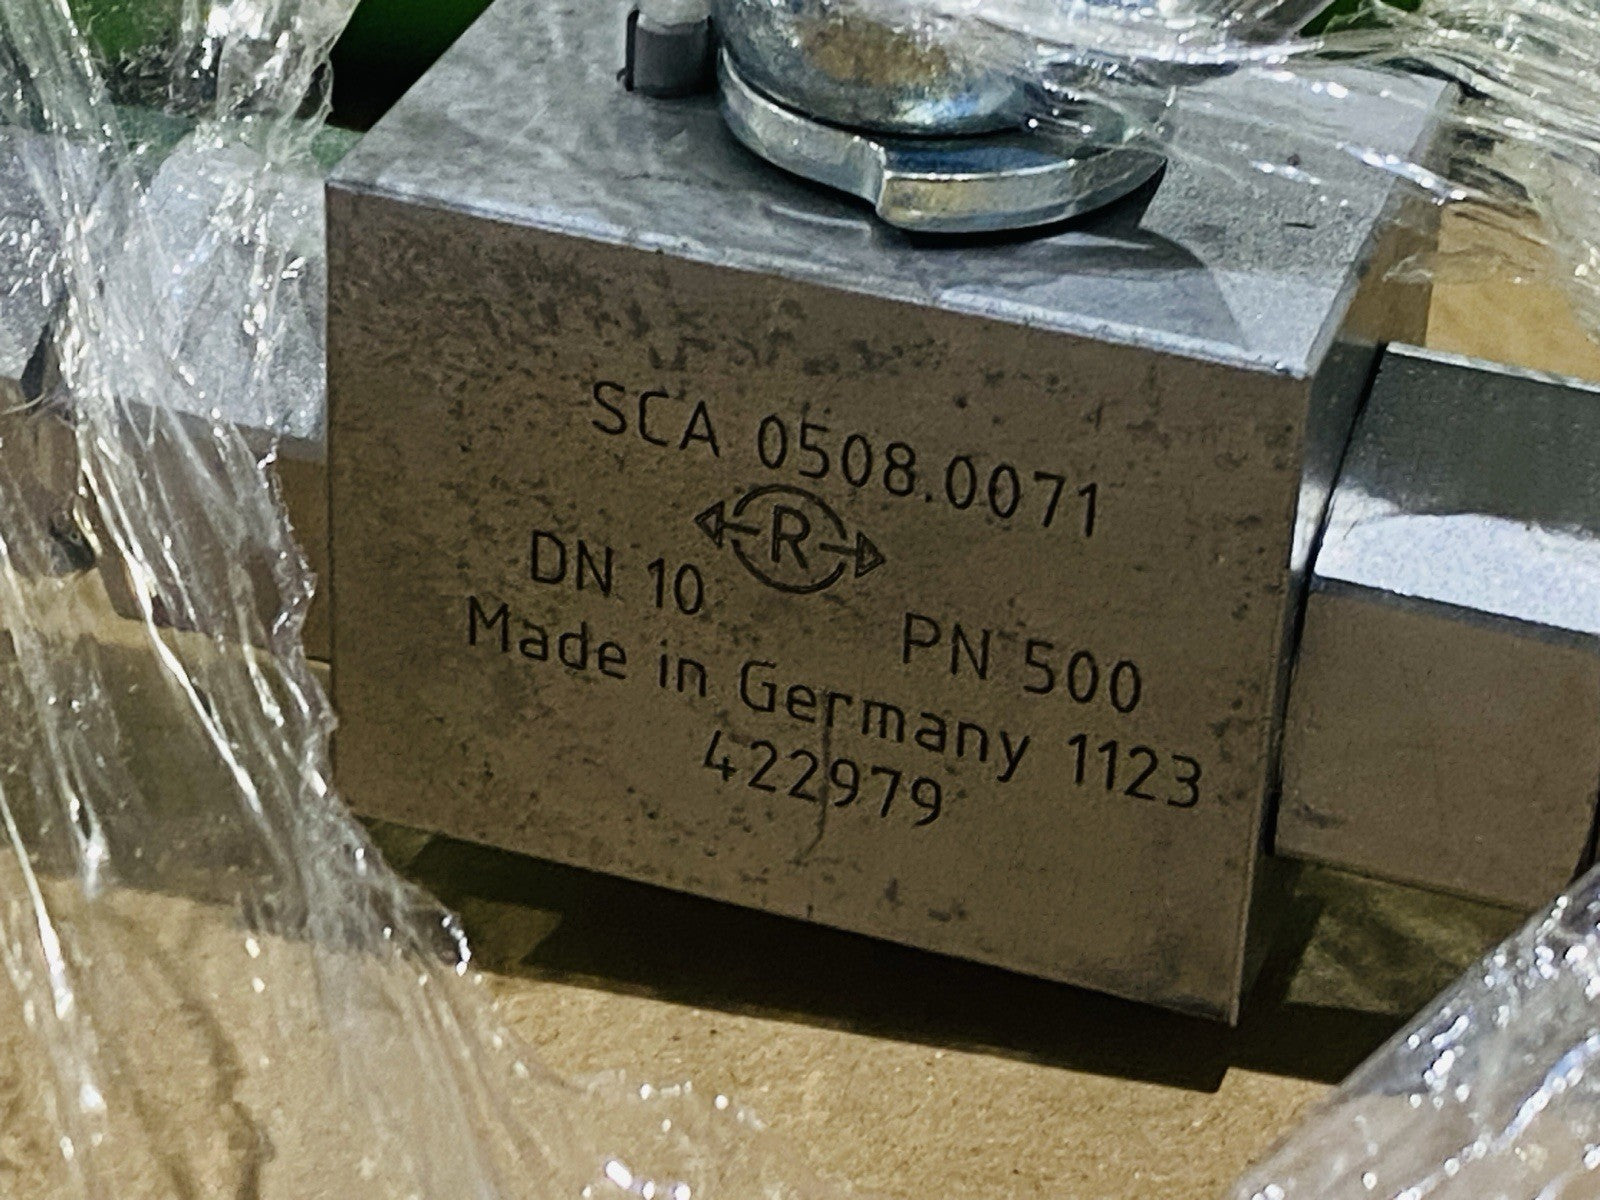 SCA 0508.0071
R
DN 10 PN 500
Made in Germany 1123
422979